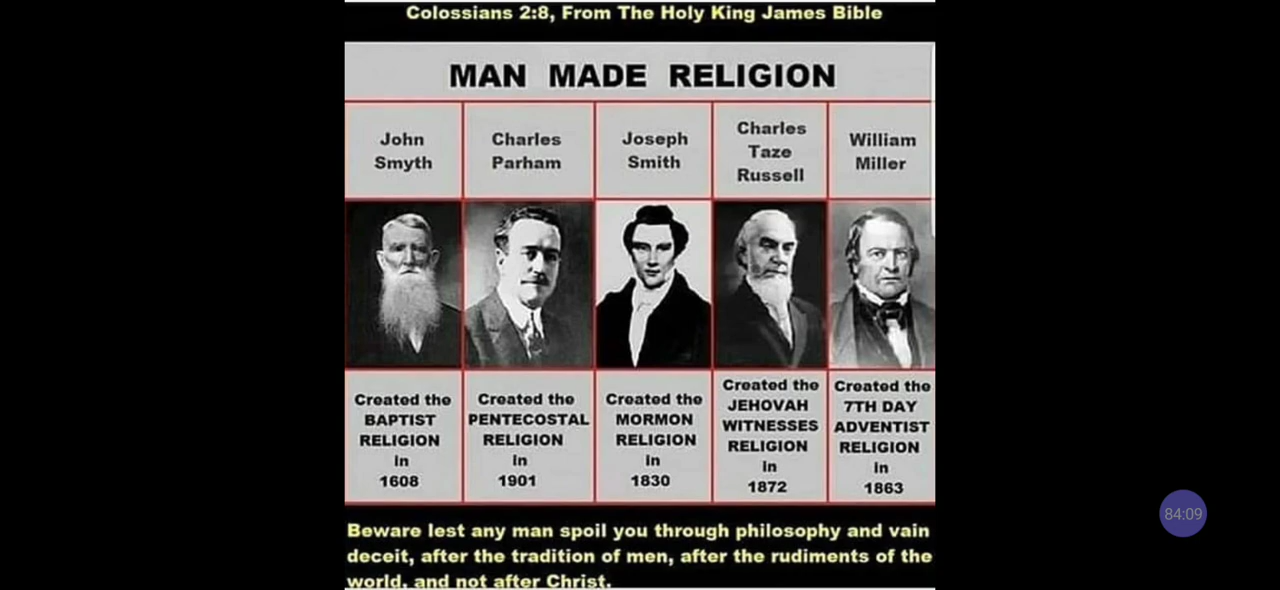 Colossians 2:8, From The Holy King James Bible
MAN MADE RELIGION
John
Smyth
Charles
Parham
Joseph
Smith
Charles
Taze
Russell
William
Miller
Created the
BAPTIST
RELIGION
in
1608
Created the
PENTECOSTAL
RELIGION
in
1901
Created the
MORMON
RELIGION
in
1830
Created the
JEHOVAH
WITNESSES
RELIGION
in
1872
Created the
7TH DAY
ADVENTIST
RELIGION
in
1863
Beware lest any man spoil you through philosophy and vain
deceit, after the tradition of men, after the rudiments of the
world, and not after Christ.
84:09